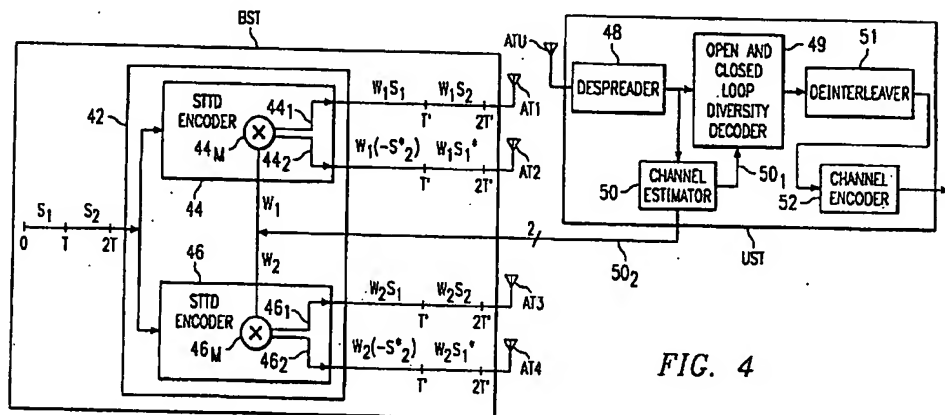 BST
42
STTD
ENCODER
44₁
44M
44₂
44
W₁S₁ W₁S₂
T' 2T'
AT1
W₁(-S*₂) W₁S₁*
T' 2T'
AT2
S₁ S₂
0 T 2T
W₁
W₂
2
50₂
46
STTD
ENCODER
46₁
46M
46₂
W₂S₁ W₂S₂
T' 2T'
AT3
W₂(-S*₂) W₂S₁*
T' 2T'
AT4
ATU
48
DESPREADER
OPEN AND
CLOSED
LOOP
DIVERSITY
DECODER
49
51
DEINTERLEAVER
50
CHANNEL
ESTIMATOR
50₁
CHANNEL
ENCODER
52
UST
FIG. 4